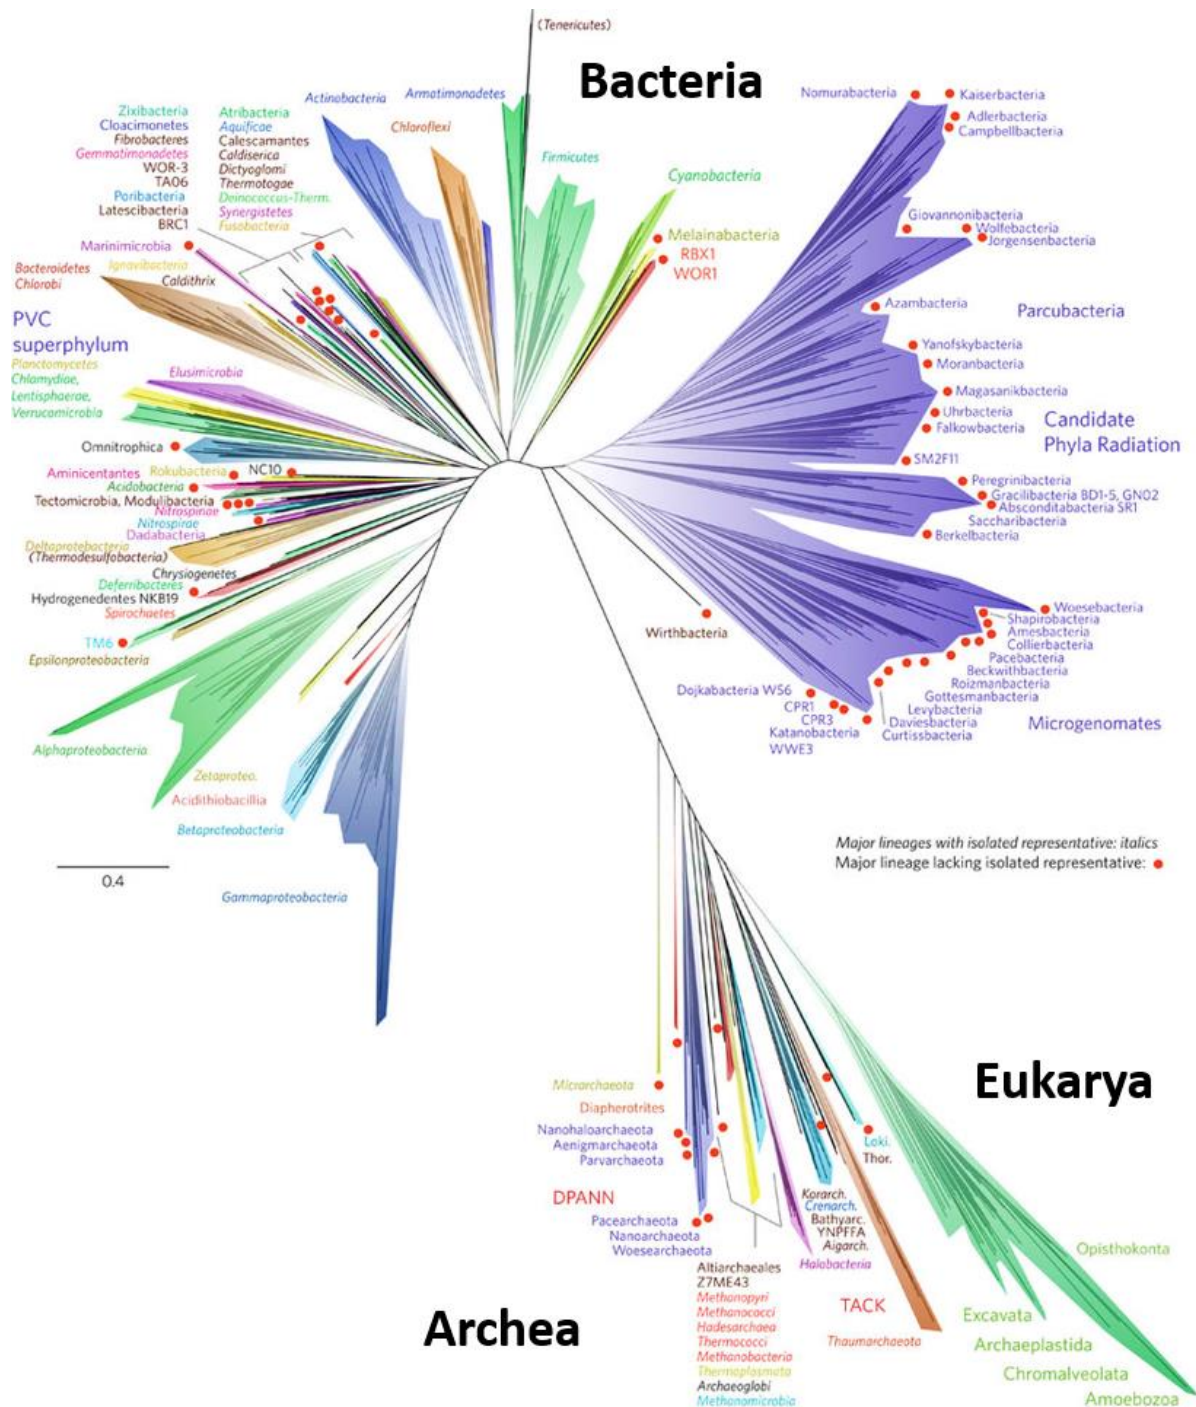 (Tenericutes)
Bacteria
Zixibacteria
Cloacimonetes
Fibrobacteres
Gemmatimonadetes
WOR-3
TA06
Poribacteria
Latescibacteria
BRC1
Atribacteria
Aquificae
Calescamantes
Caldiserica
Dictyoglomi
Thermotogae
Deinococcus-Therm.
Synergistetes
Fusobacteria
Actinobacteria
Armatimonadetes
Chloroflexi
Firmicutes
Cyanobacteria
Melainabacteria
RBX1
WOR1
Marinimicrobia
Bacteroidetes
Chlorobi
Ignavibacteria
Caldithrix
PVC
superphylum
Planctomycetes
Chlamydiae,
Lentisphaerae,
Verrucomicrobia
Elusimicrobia
Omnitrophica
Aminicentantes
Rokubacteria
NC10
Acidobacteria
Tectomicrobia, Modulibacteria
Nitrospinae
Nitrospirae
Dadabacteria
Deltaprotebacteria
(Thermodesulfobacteria)
Chrysiogenetes
Deferribacteres
Hydrogenedentes NKB19
Spirochaetes
TM6
Epsilonproteobacteria
Alphaproteobacteria
Zetaproteo.
Acidithiobacillia
Betaproteobacteria
Gammaproteobacteria
0.4
Nomurabacteria
Kaiserbacteria
Adlerbacteria
Campbellbacteria
Giovannonibacteria
Wolfebacteria
Jorgensenbacteria
Azambacteria
Parcubacteria
Yanofskybacteria
Moranbacteria
Magasanikbacteria
Uhrbacteria
Falkowbacteria
Candidate
Phyla Radiation
SM2F11
Peregrinibacteria
Gracilibacteria BD1-5, GN02
Absconditabacteria SR1
Saccharibacteria
Berkelbacteria
Wirthbacteria
Woesebacteria
Shapirobacteria
Amesbacteria
Collierbacteria
Pacebacteria
Beckwithbacteria
Roizmanbacteria
Gottesmanbacteria
Levybacteria
Daviesbacteria
Curtissbacteria
Microgenomates
Dojkabacteria WS6
CPR1
CPR3
Katanobacteria
WWE3
Major lineages with isolated representative: italics
Major lineage lacking isolated representative:
Eukarya
Micrarchaeota
Diapherotrites
Nanohaloarchaeota
Aenigmarchaeota
Parvarchaeota
DPANN
Pacearchaeota
Nanoarchaeota
Woesearchaeota
Altiarchaeales
Z7ME43
Methanopyri
Methanococci
Hadesarchaea
Thermococci
Methanobacteria
Thermoplasmata
Archaeoglobi
Methanomicrobia
Halobacteria
Korarch.
Crenarch.
Bathyarc.
YNPFFA
Aigarch.
Loki.
Thor.
TACK
Thaumarchaeota
Archea
Opisthokonta
Excavata
Archaeplastida
Chromalveolata
Amoebozoa